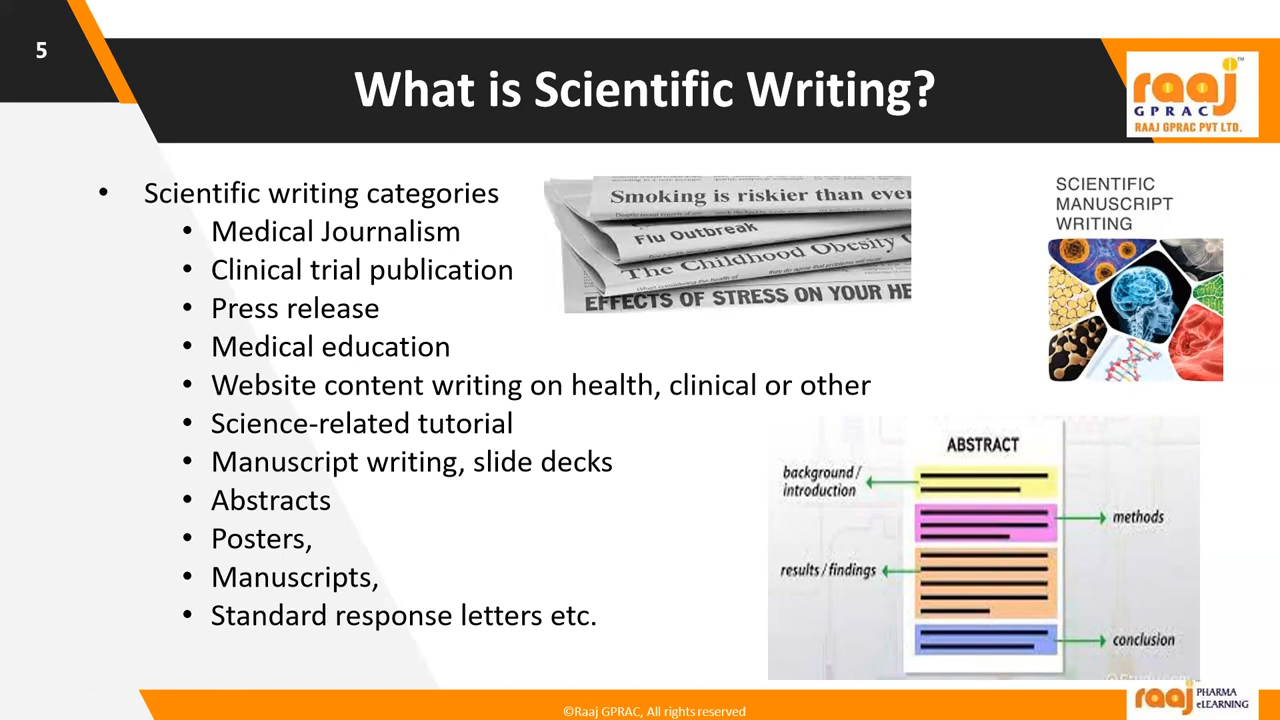 5
What is Scientific Writing?
raaj™
GPRAC
RAAJ GPRAC PVT LTD.
• Scientific writing categories
• Medical Journalism
• Clinical trial publication
• Press release
• Medical education
• Website content writing on health, clinical or other
• Science-related tutorial
• Manuscript writing, slide decks
• Abstracts
• Posters,
• Manuscripts,
• Standard response letters etc.
Smoking is riskier than ever
Flu Outbreak
The Childhood Obesity
EFFECTS OF STRESS ON YOUR HE
SCIENTIFIC
MANUSCRIPT
WRITING
ABSTRACT
background /
introduction
methods
results / findings
conclusion
©Raaj GPRAC, All rights reserved
raaj PHARMA
eLEARNING